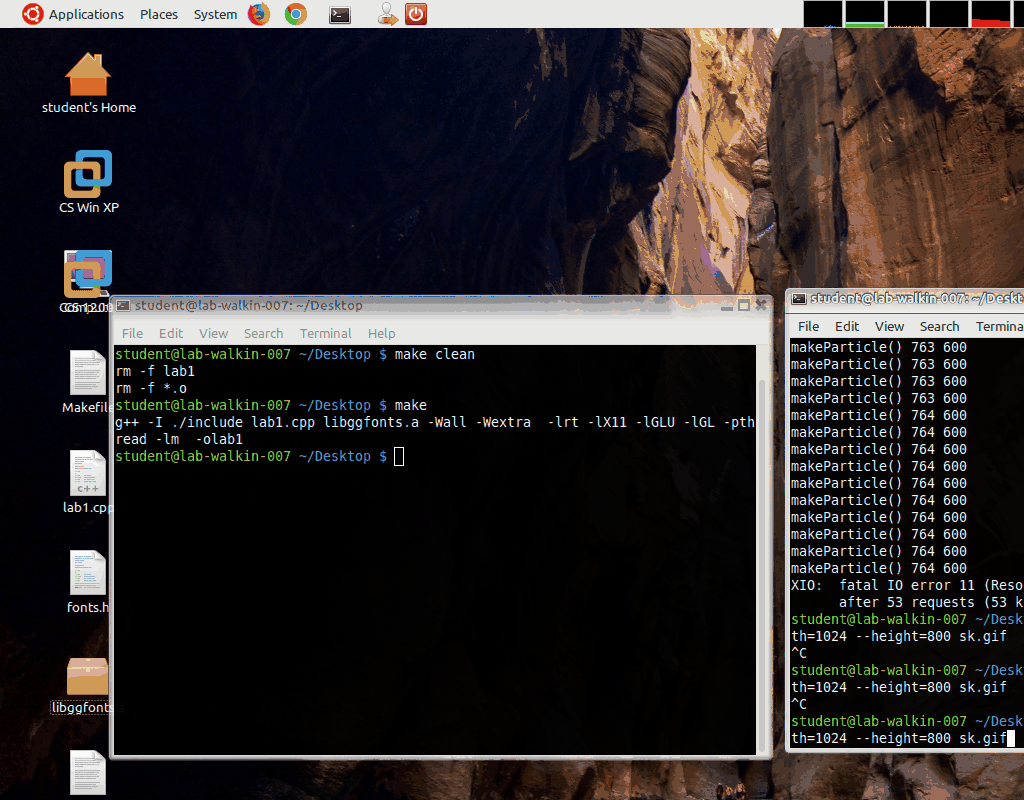 Applications Places System
student's Home
CS Win XP
Makefile
lab1.cpp
C++
fonts.h
libggfonts.a
student@lab-walkin-007: ~/Desktop
File Edit View Search Terminal Help
student@lab-walkin-007 ~/Desktop $ make clean
rm -f lab1
rm -f *.o
student@lab-walkin-007 ~/Desktop $ make
g++ -I ./include lab1.cpp libggfonts.a -Wall -Wextra  -lrt -lX11 -lGLU -lGL -pth
read -lm  -olab1
student@lab-walkin-007 ~/Desktop $
student@lab-walkin-007: ~/Deskt
File Edit View Search Termina
makeParticle() 763 600
makeParticle() 763 600
makeParticle() 763 600
makeParticle() 763 600
makeParticle() 764 600
makeParticle() 764 600
makeParticle() 764 600
makeParticle() 764 600
makeParticle() 764 600
makeParticle() 764 600
makeParticle() 764 600
makeParticle() 764 600
makeParticle() 764 600
makeParticle() 764 600
XIO:  fatal IO error 11 (Reso
      after 53 requests (53 k
student@lab-walkin-007 ~/Desk
th=1024 --height=800 sk.gif
^C
student@lab-walkin-007 ~/Desk
th=1024 --height=800 sk.gif
^C
student@lab-walkin-007 ~/Desk
th=1024 --height=800 sk.gif